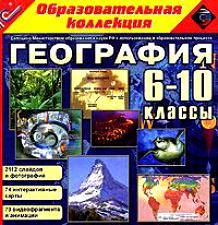 Образовательная
коллекция
ГЕОГРАФИЯ
6-10
классы
2112 слайдов
и фотографий
74 интерактивные
карты
73 видеофрагмента
и анимации